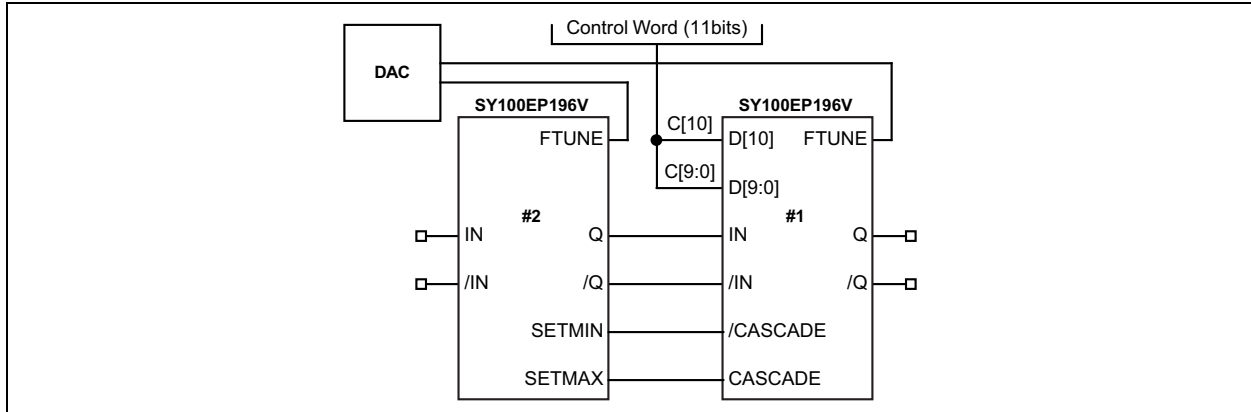 Control Word (11bits)
DAC
SY100EP196V
SY100EP196V
C[10]
FTUNE
D[10]
FTUNE
C[9:0]
D[9:0]
#2
#1
IN
Q
IN
Q
/IN
/Q
/IN
/Q
SETMIN
/CASCADE
SETMAX
CASCADE